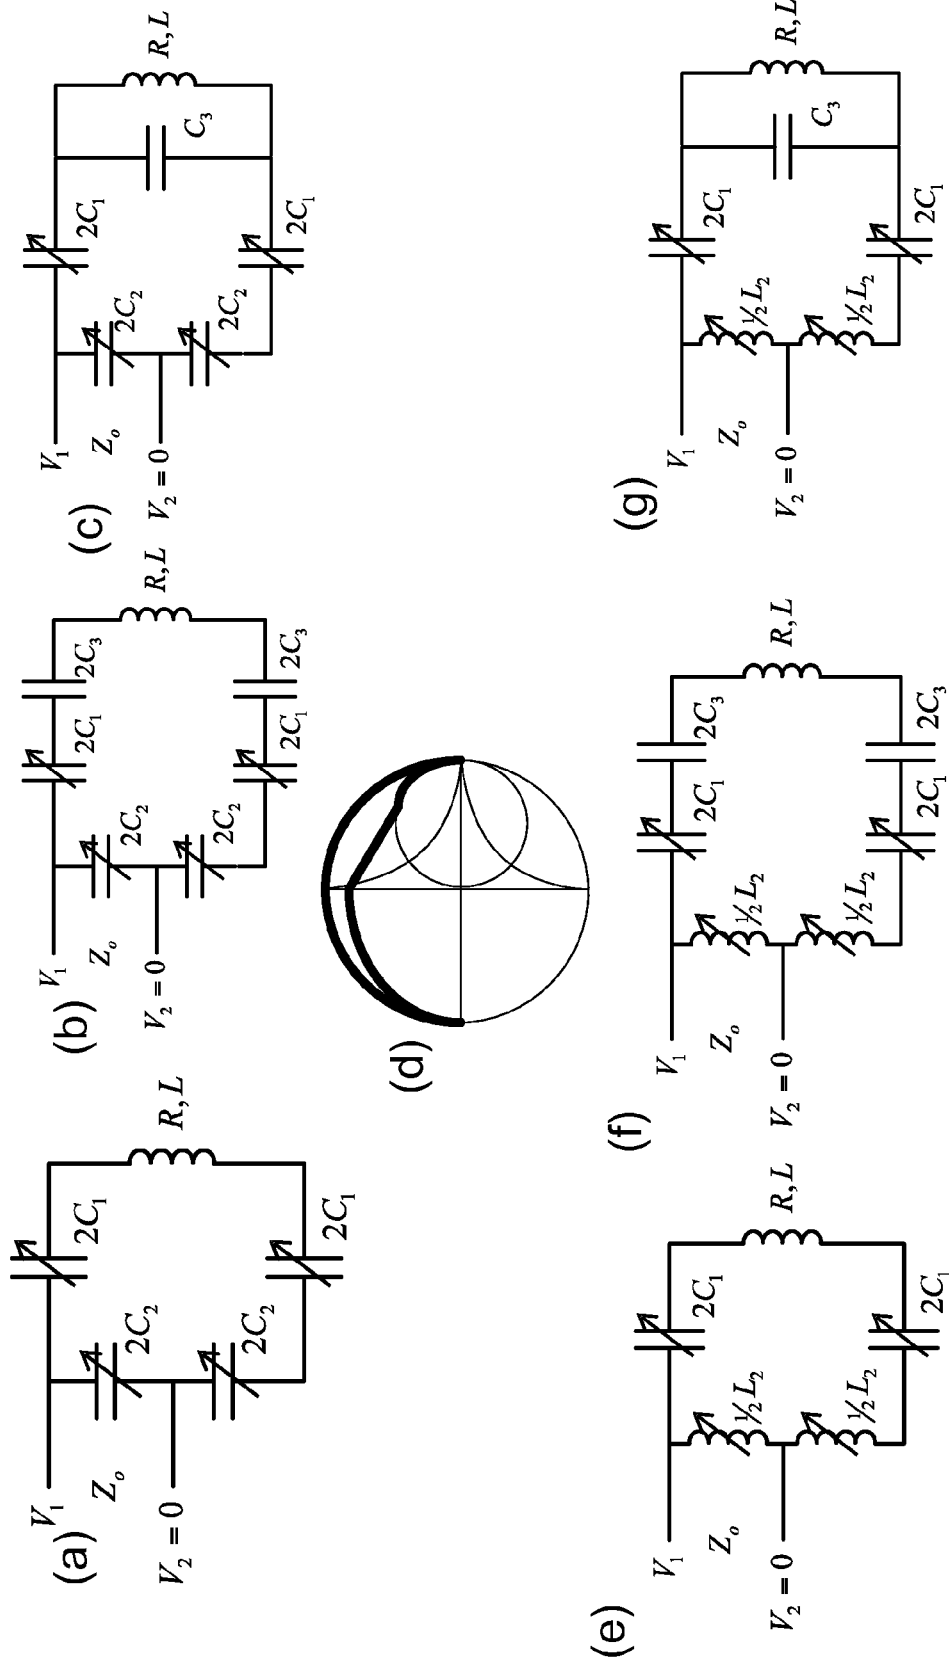 (a)
V₁
Zₒ
V₂ = 0
2C₂
2C₂
2C₁
2C₁
R, L
(b)
V₁
Zₒ
V₂ = 0
2C₂
2C₂
2C₁
2C₃
2C₁
2C₃
R, L
(c)
V₁
Zₒ
V₂ = 0
2C₂
2C₂
2C₁
2C₁
C₃
R, L
(d)
(e)
V₁
Zₒ
V₂ = 0
½L₂
½L₂
2C₁
2C₁
R, L
(f)
V₁
Zₒ
V₂ = 0
½L₂
½L₂
2C₁
2C₃
2C₁
2C₃
R, L
(g)
V₁
Zₒ
V₂ = 0
½L₂
½L₂
2C₁
2C₁
C₃
R, L